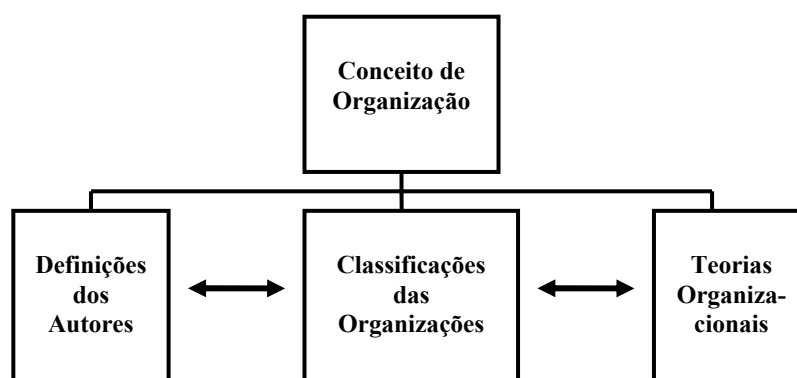 Conceito de
Organização
Definições
dos
Autores
Classificações
das
Organizações
Teorias
Organiza-
cionais